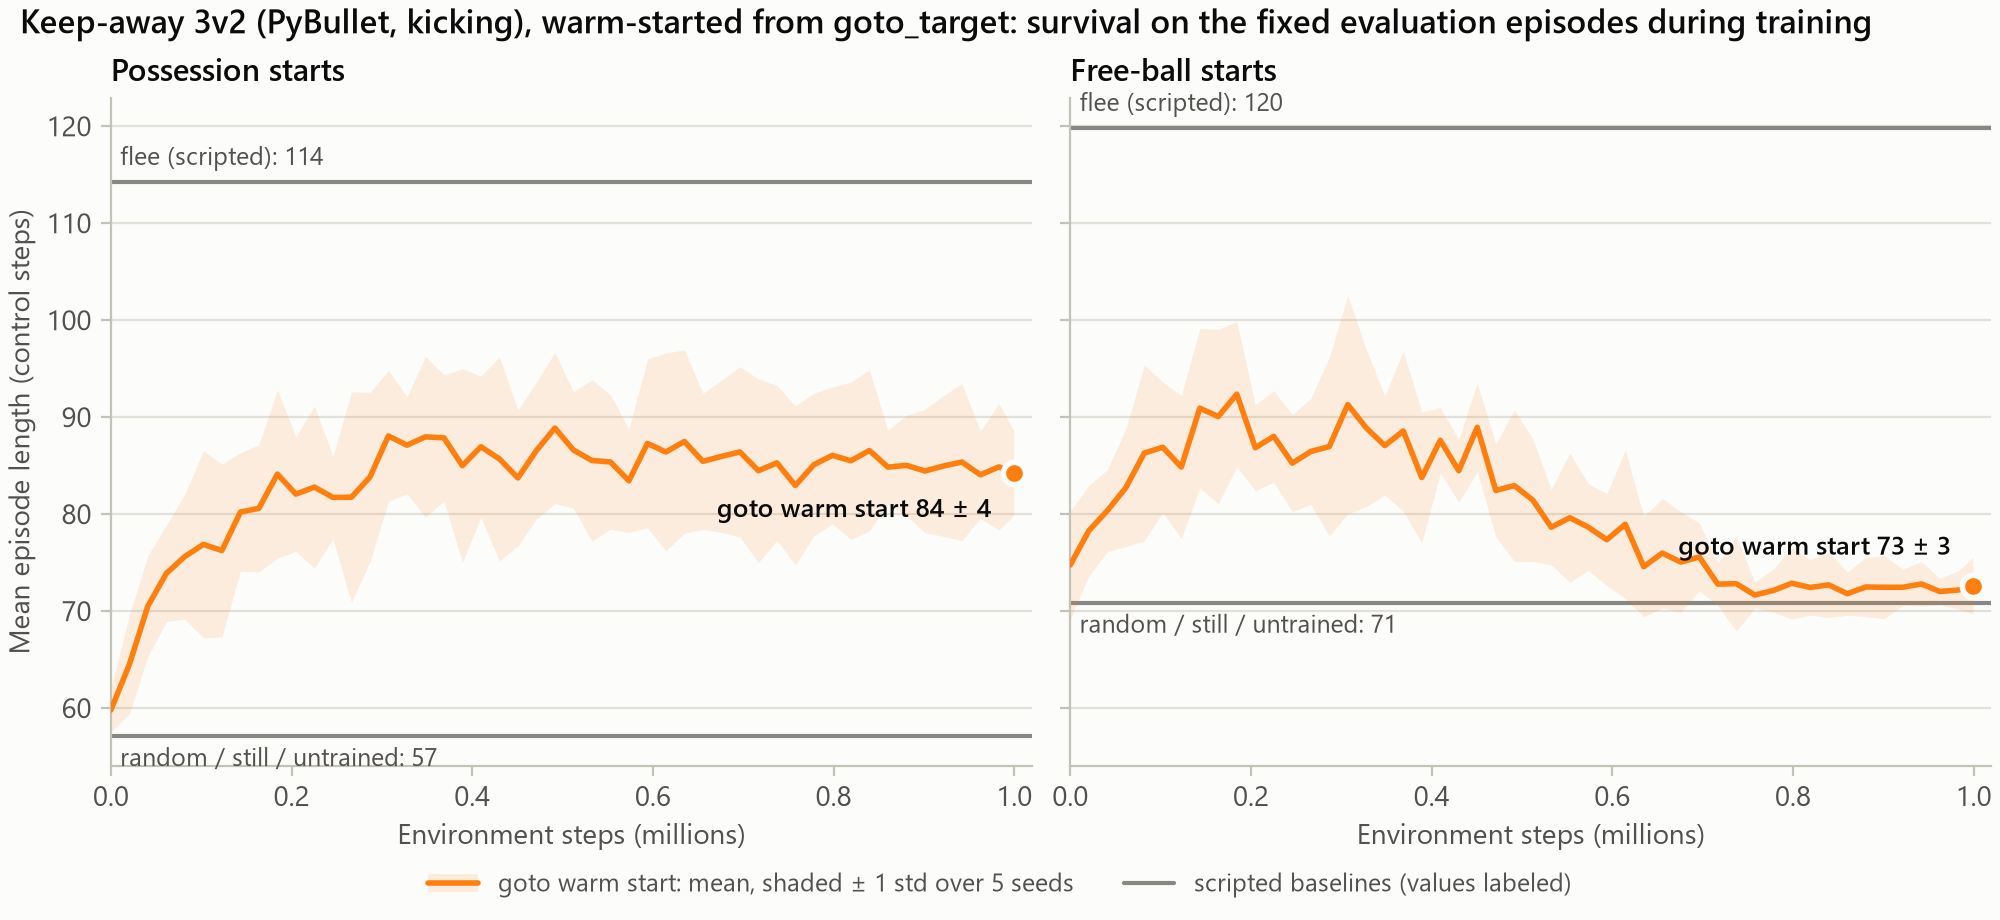 Keep-away 3v2 (PyBullet, kicking), warm-started from goto_target: survival on the fixed evaluation episodes during training
Possession starts
Mean episode length (control steps)
120
110
100
90
80
70
60
flee (scripted): 114
goto warm start 84 ± 4
random / still / untrained: 57
0.0 0.2 0.4 0.6 0.8 1.0
Environment steps (millions)
Free-ball starts
flee (scripted): 120
goto warm start 73 ± 3
random / still / untrained: 71
0.0 0.2 0.4 0.6 0.8 1.0
Environment steps (millions)
goto warm start: mean, shaded ± 1 std over 5 seeds
scripted baselines (values labeled)